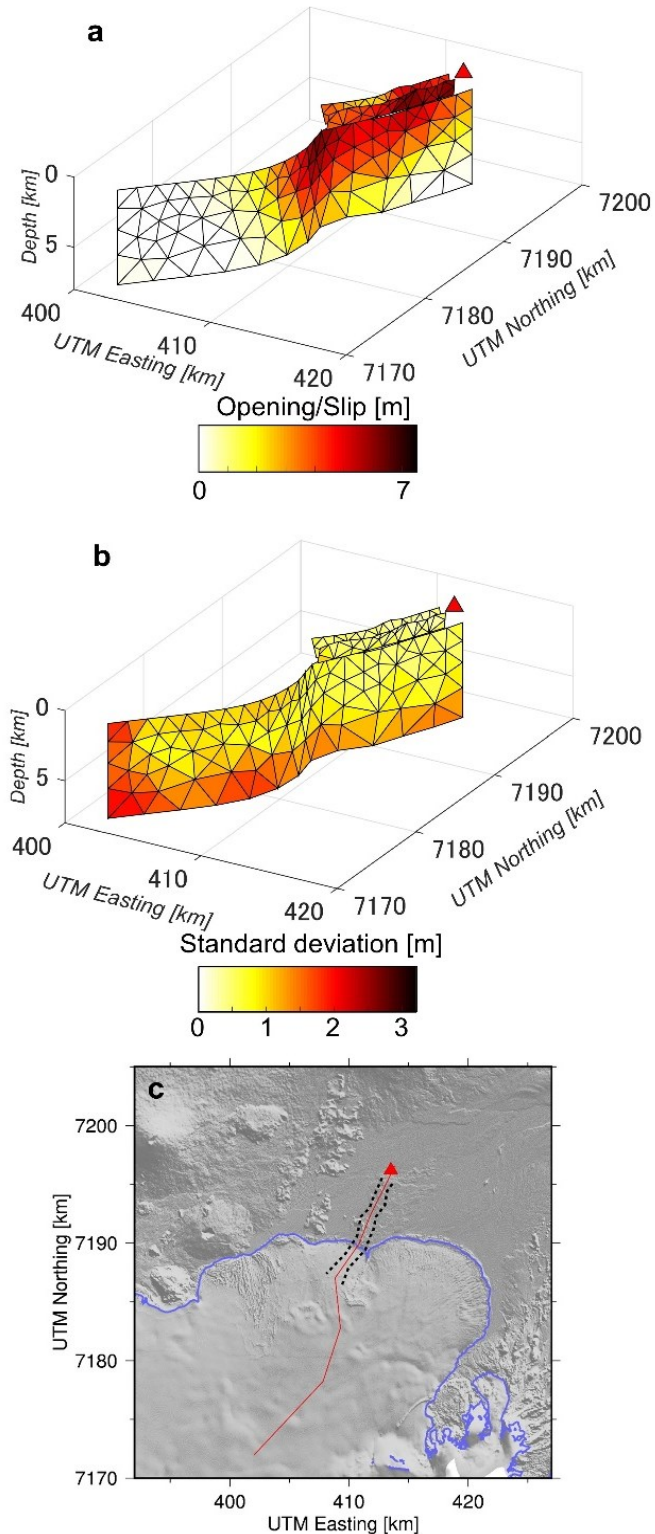 a
0
5
Depth [km]
400
410
420
UTM Easting [km]
7170
7180
7190
7200
UTM Northing [km]
Opening/Slip [m]
0 7
b
0
5
Depth [km]
400
410
420
UTM Easting [km]
7170
7180
7190
7200
UTM Northing [km]
Standard deviation [m]
0 1 2 3
c
7200
7190
7180
7170
UTM Northing [km]
400 410 420
UTM Easting [km]